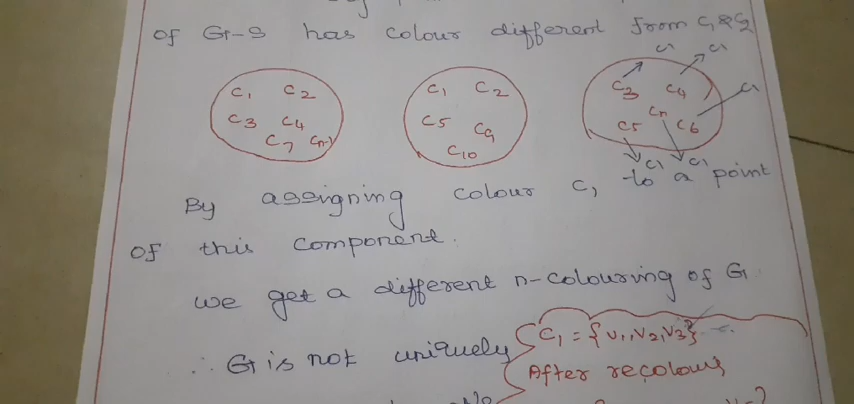 of G-S has colour different from C1 & C2
C1 C2
C3 C4
C7 Cn-1
C1 C2
C5 C9
C10
C1 C1
C3 C4 C1
Cn
C5 C6
C1 C1
By assigning colour C1 to a point
of this component.
we get a different n-colouring of G
∴ G is not uniquely
C1 = {V1, V2, V3}
After recolour